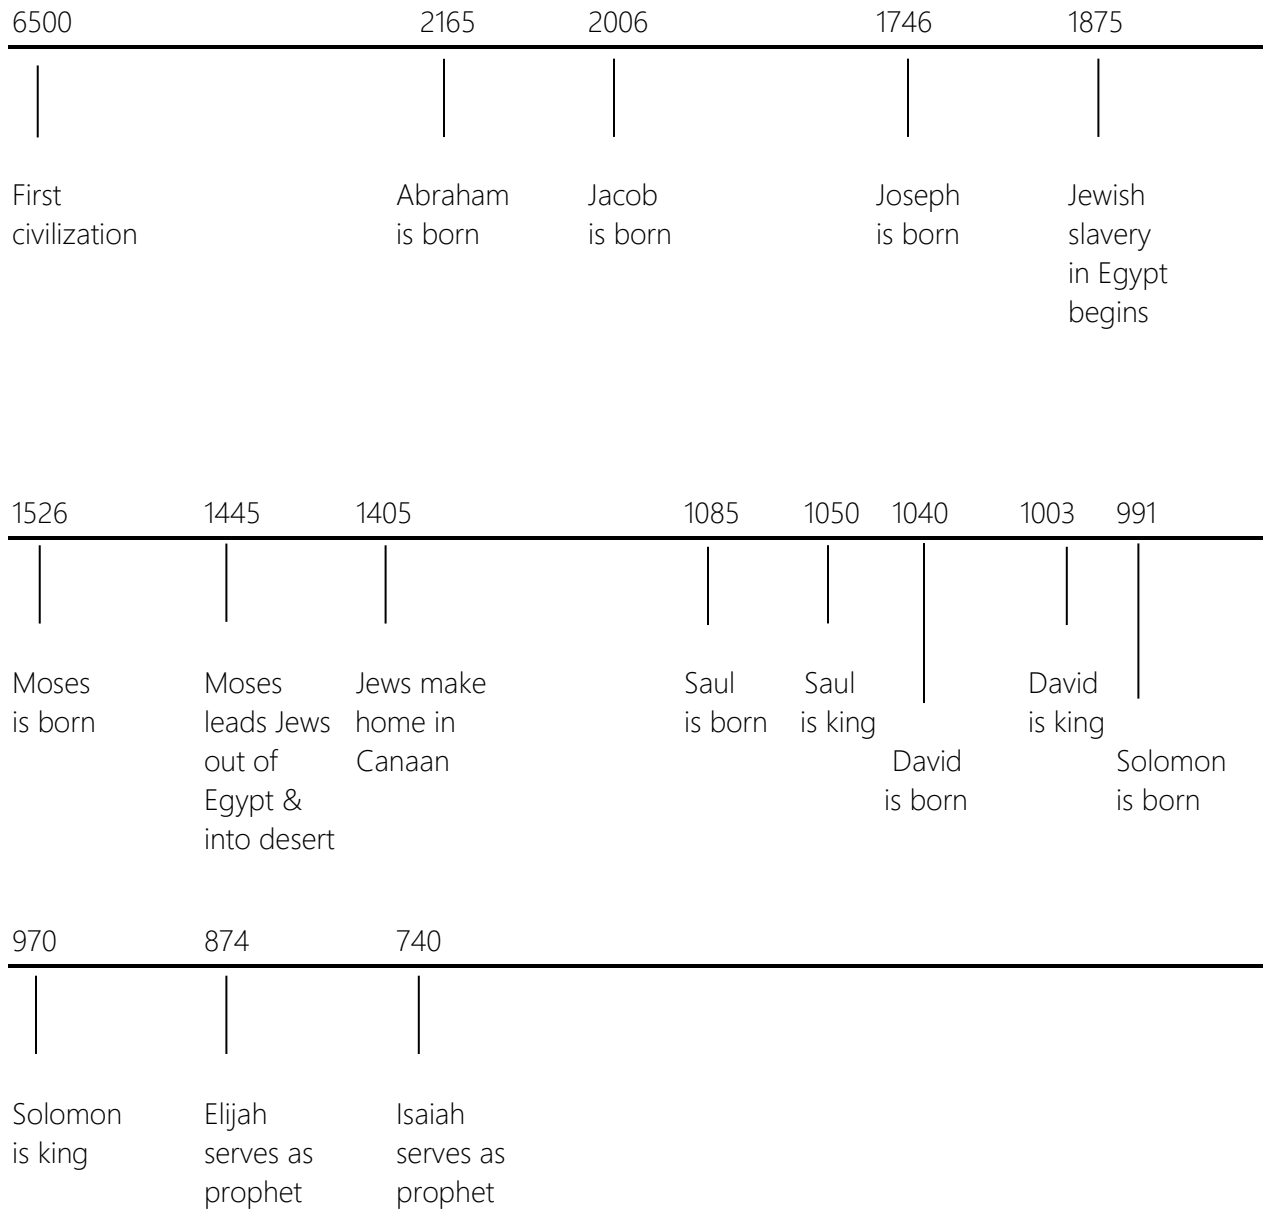 6500 2165 2006 1746 1875
First Abraham Jacob Joseph Jewish
civilization is born is born is born slavery
in Egypt
begins
1526 1445 1405 1085 1050 1040 1003 991
Moses Moses Jews make Saul Saul David
is born leads Jews home in is born is king is king
out of Canaan David Solomon
Egypt & is born is born
into desert
970 874 740
Solomon Elijah Isaiah
is king serves as serves as
prophet prophet